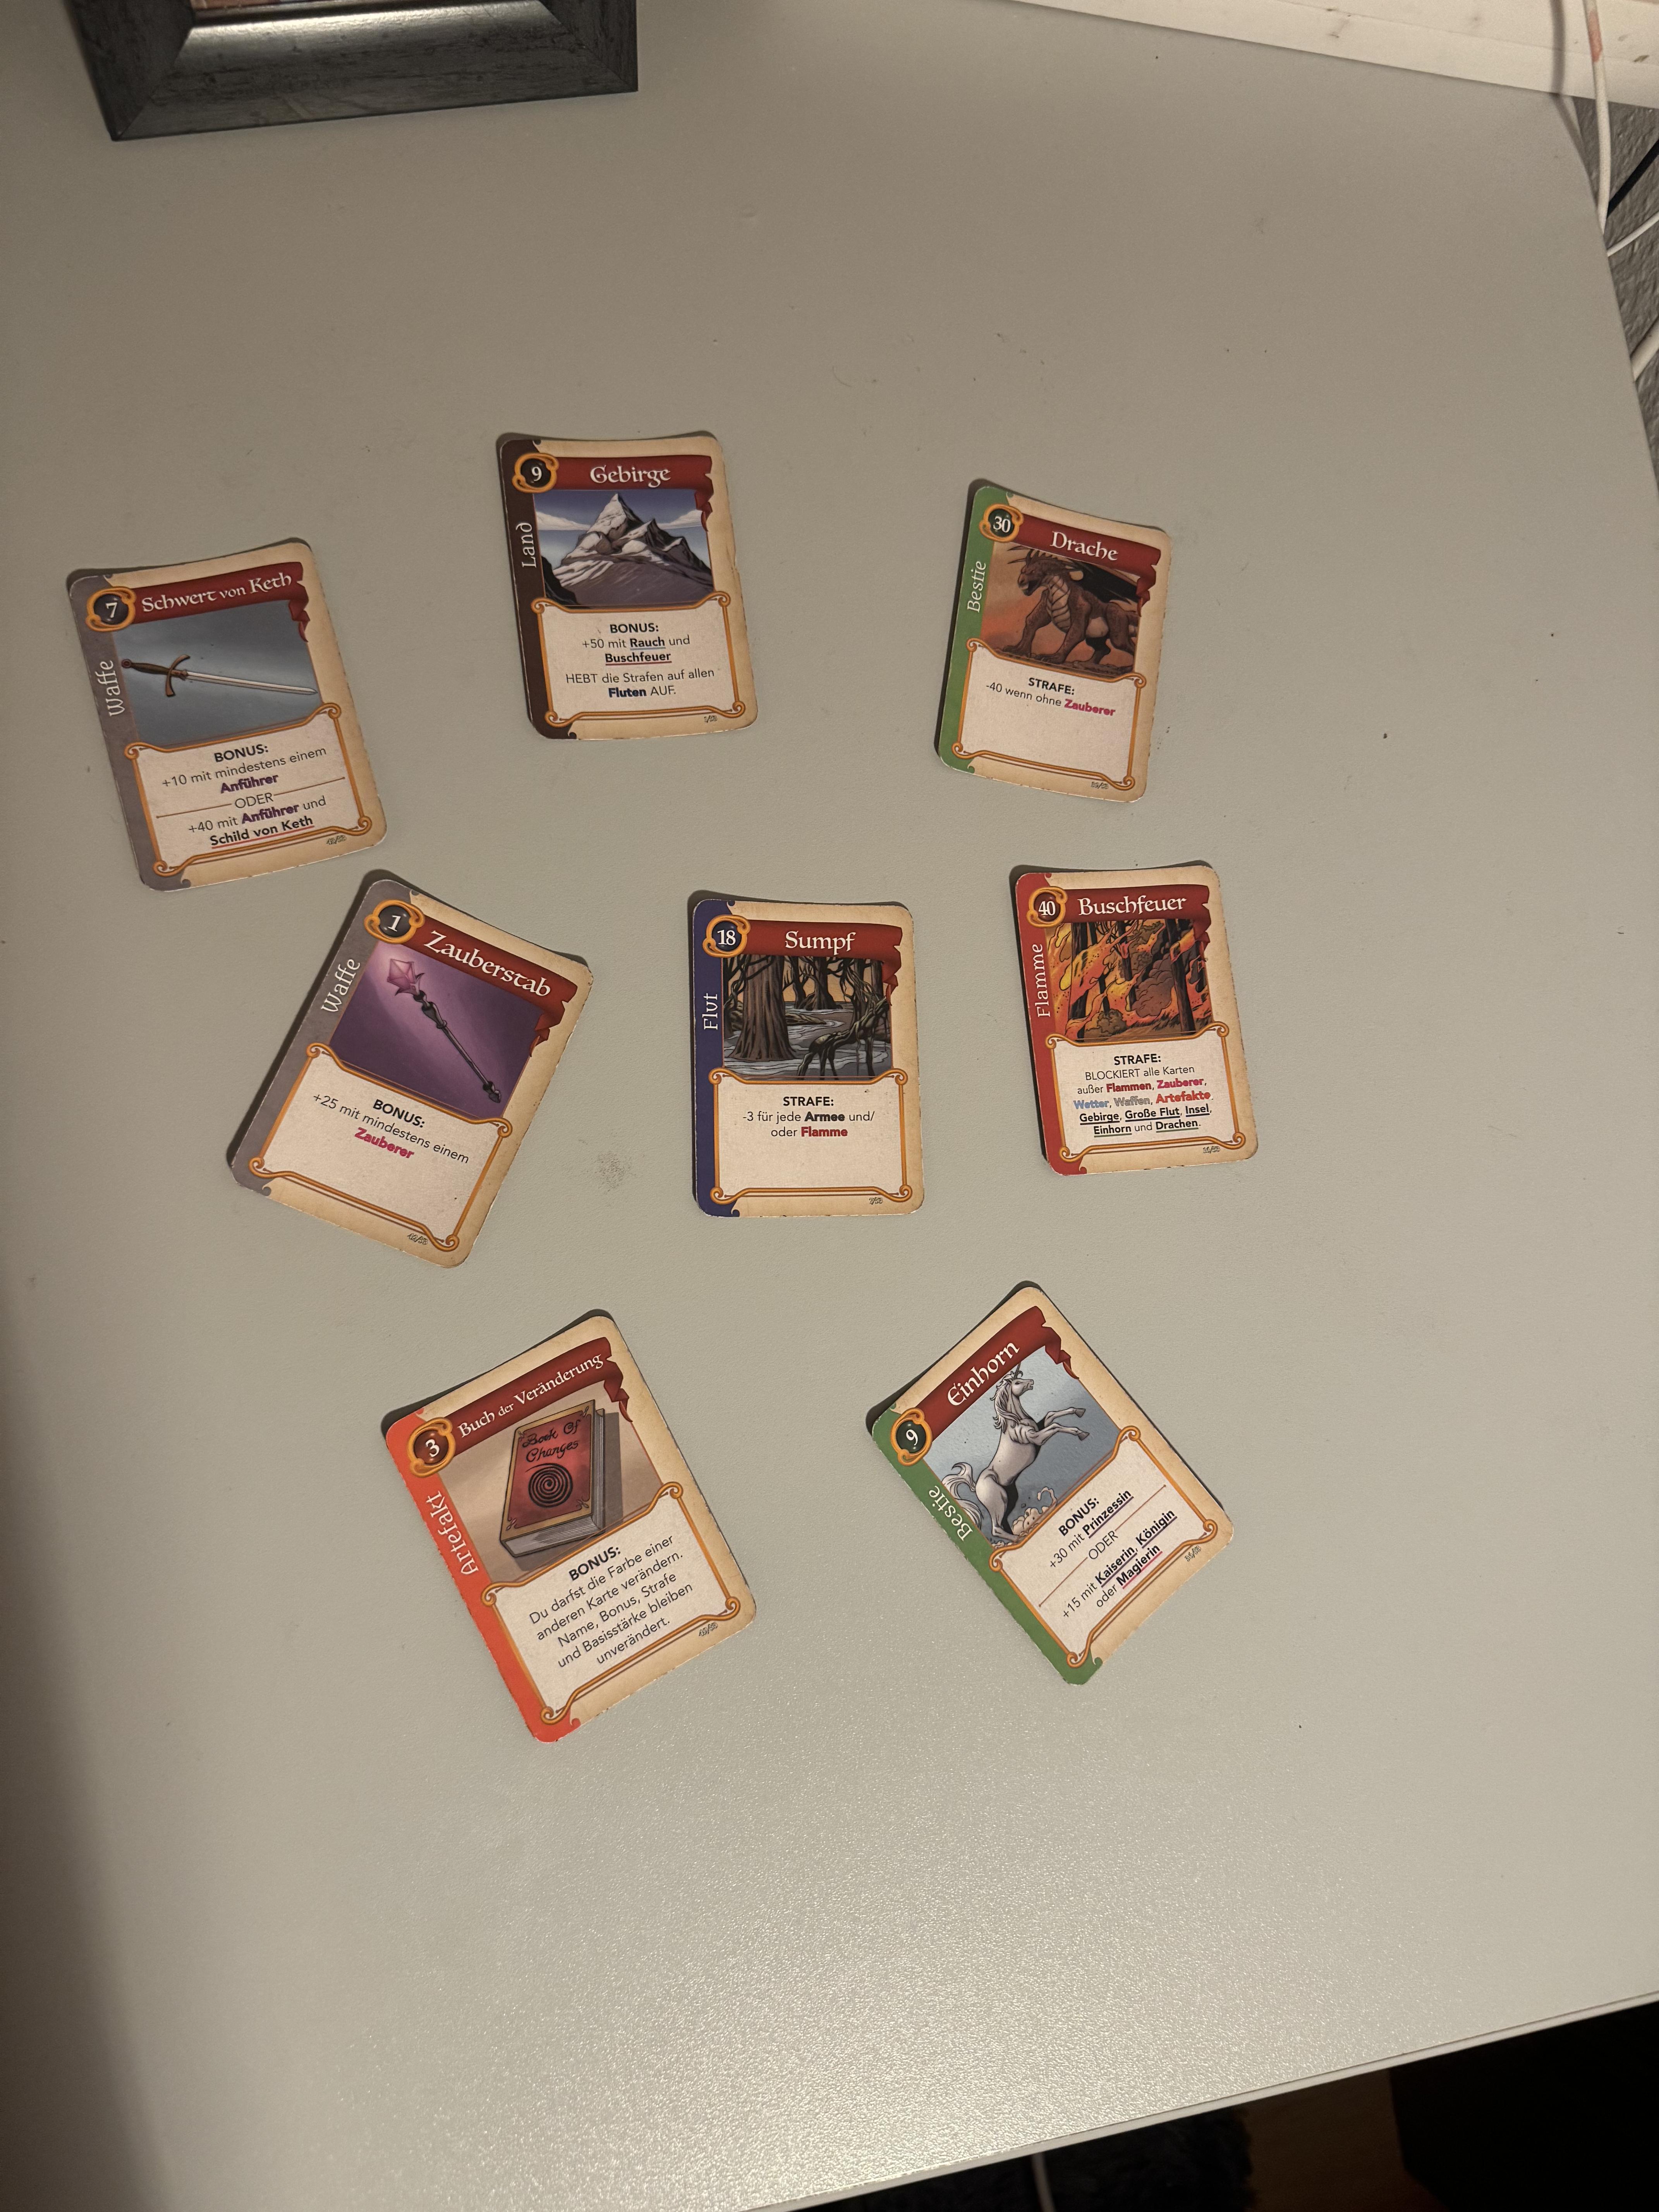 9
Gebirge
Land
BONUS:
+50 mit Rauch und
Buschfeuer
HEBT die Strafen auf allen
Fluten AUF.
30
Drache
Bestie
STRAFE:
-40 wenn ohne Zauberer
7
Schwert von Keth
Waffe
BONUS:
+10 mit mindestens einem
Anführer
ODER
+40 mit Anführer und
Schild von Keth
1
Zauberstab
Waffe
BONUS:
+25 mit mindestens einem
Zauberer
18
Sumpf
Flut
STRAFE:
-3 für jede Armee und/
oder Flamme
40
Buschfeuer
Flamme
STRAFE:
BLOCKIERT alle Karten
außer Flammen, Zauberer,
Wetter, Waffen, Artefakte,
Gebirge, Große Flut, Insel,
Einhorn und Drachen.
3
Buch der Veränderung
Artefakt
Book Of
Changes
BONUS:
Du darfst die Farbe einer
anderen Karte verändern.
Name, Bonus, Strafe
und Basisstärke bleiben
unverändert.
9
Einhorn
Bestie
BONUS:
+30 mit Prinzessin
ODER
+15 mit Kaiserin, Königin
oder Magierin